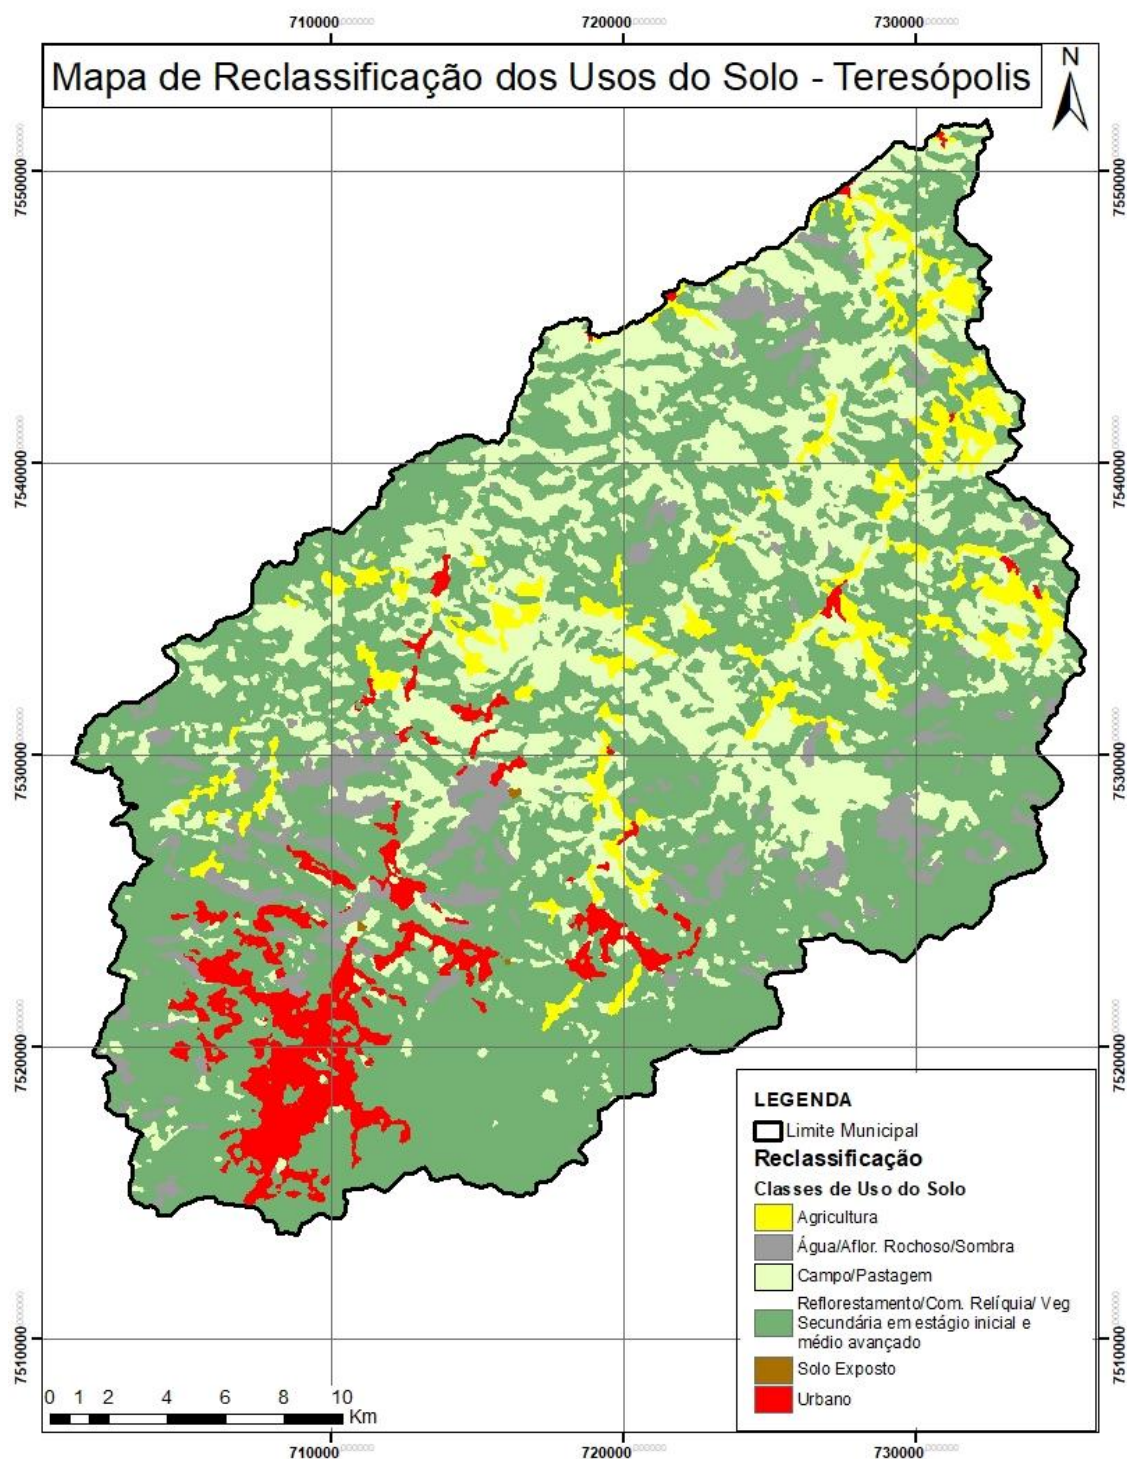 710000 720000 730000
Mapa de Reclassificação dos Usos do Solo - Teresópolis
N
7550000 7550000
7540000 7540000
7530000 7530000
7520000 7520000
7510000 7510000
LEGENDA
Limite Municipal
Reclassificação
Classes de Uso do Solo
Agricultura
Água/Aflor. Rochoso/Sombra
Campo/Pastagem
Reflorestamento/Com. Relíquia/ Veg
Secundária em estágio inicial e
médio avançado
Solo Exposto
Urbano
0 1 2 4 6 8 10
Km
710000 720000 730000